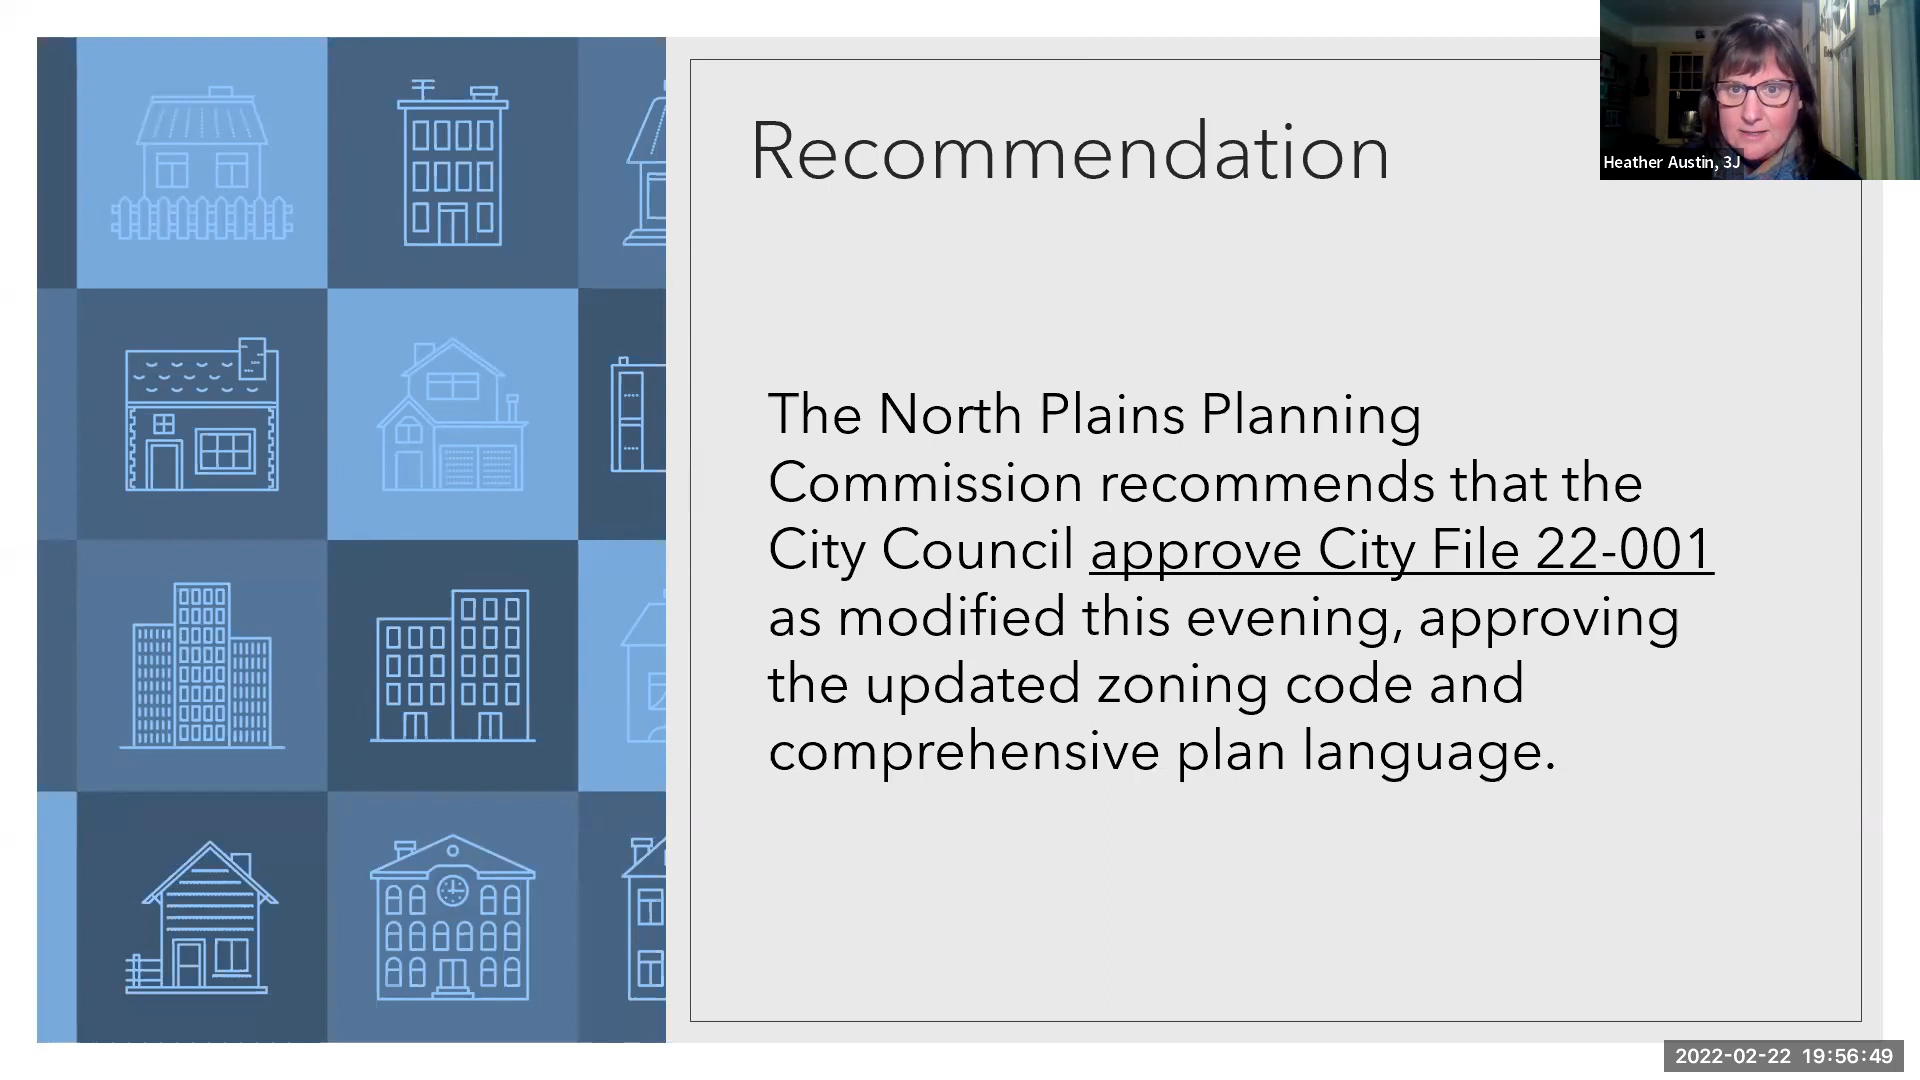 Recommendation
Heather Austin, 3J
The North Plains Planning
Commission recommends that the
City Council approve City File 22-001
as modified this evening, approving
the updated zoning code and
comprehensive plan language.
2022-02-22 19:56:49